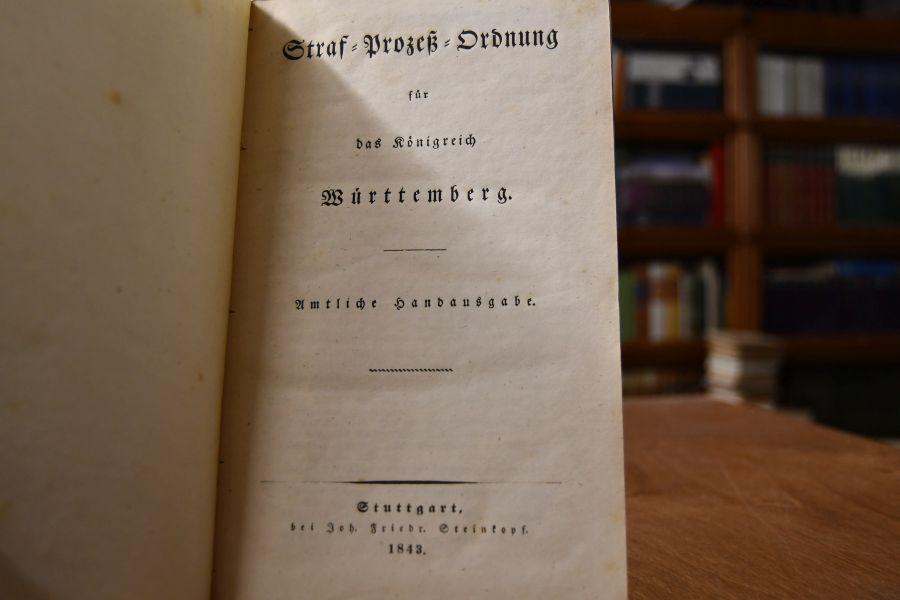 Straf-Prozeß-Ordnung
für
das Königreich
Württemberg.
Amtliche Handausgabe.
Stuttgart,
bei Joh. Friedr. Steinkopf.
1843.